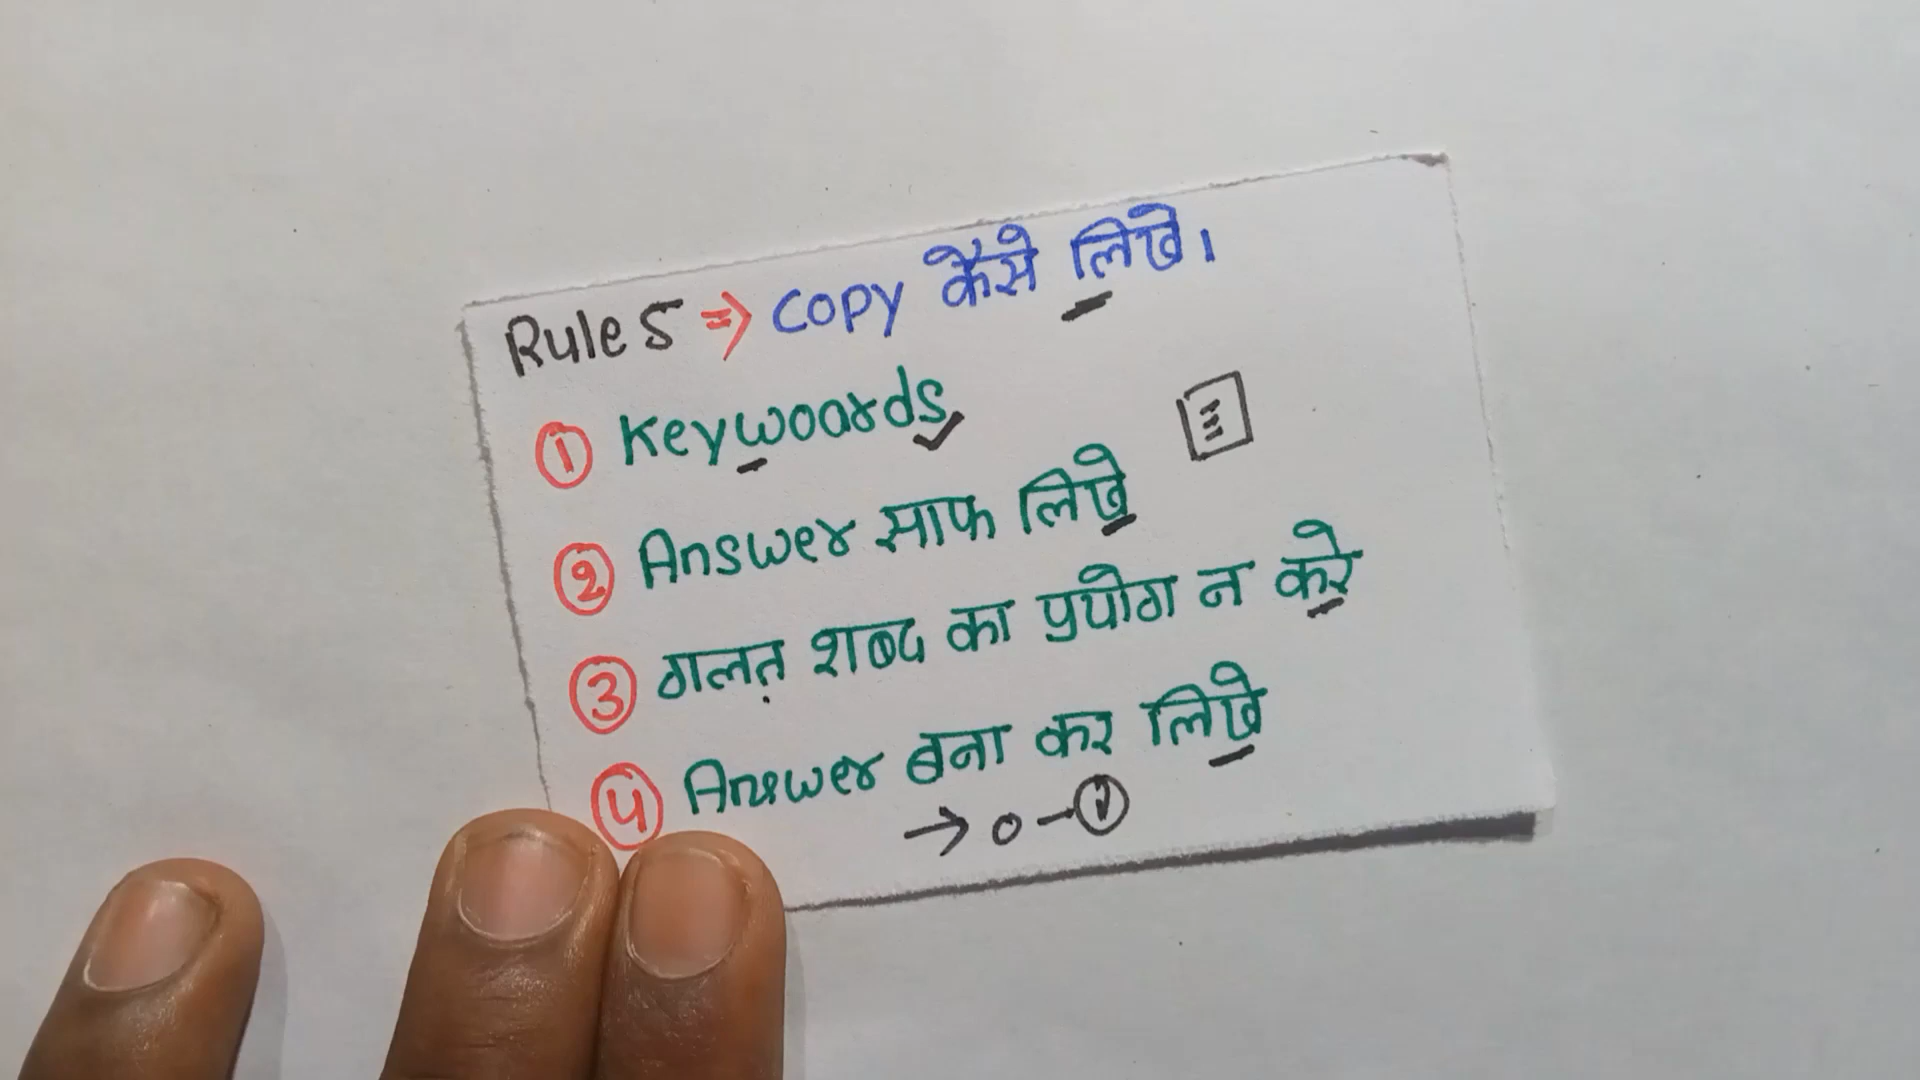 Rule 5 => Copy कैसे लिखे।
① Keywoards
② Answer साफ लिखे
③ गलत शब्द का प्रयोग न करे
④ Answer बना कर लिखे